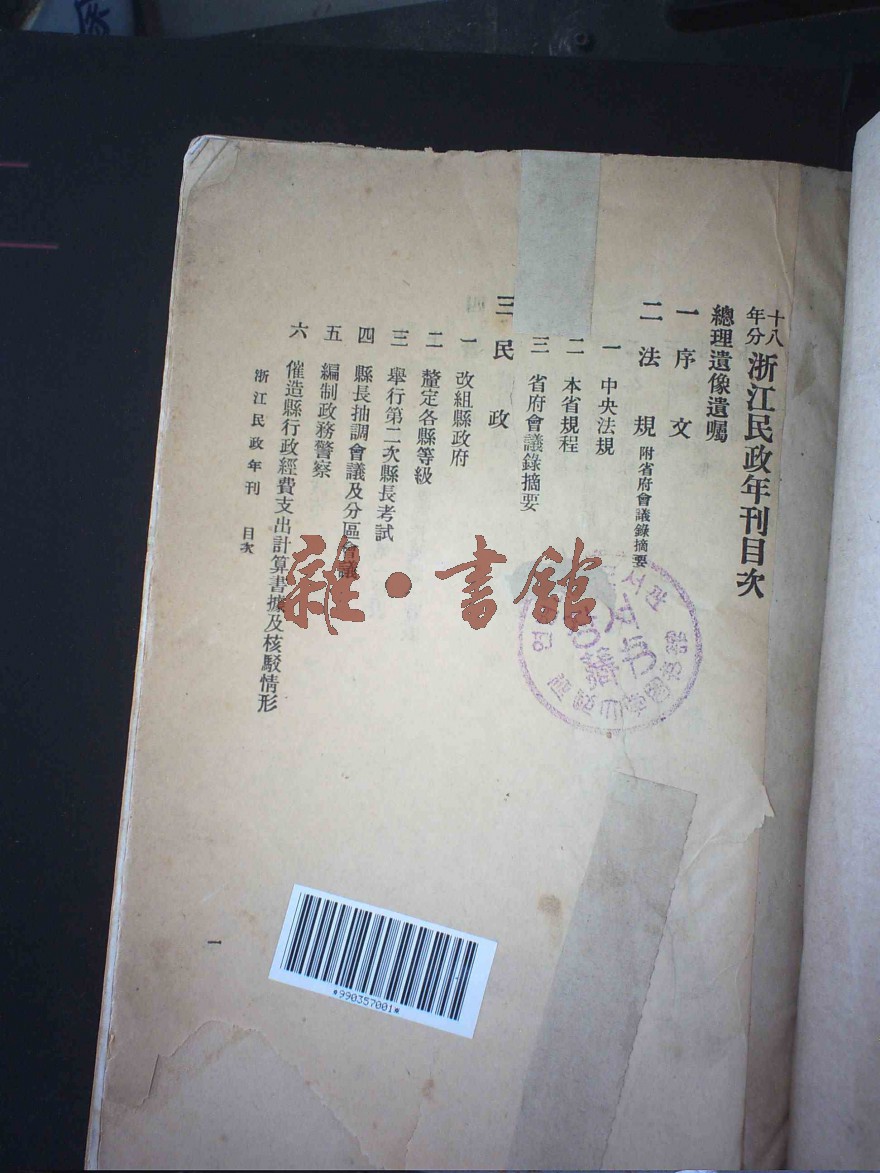 十八年分 浙江民政年刊目次
總理遺像遺囑
一 序文
二 法規 附省府會議錄摘要
一 中央法規
二 本省規程
三 省府會議錄摘要
三 民政
一 改組縣政府
二 釐定各縣等級
三 舉行第二次縣長考試
四 縣長抽調會議及分區會議
五 編制政務警察
六 催造縣行政經費支出計算書據及核駁情形
浙江民政年刊 目次
一
雜·書館
*990357001*